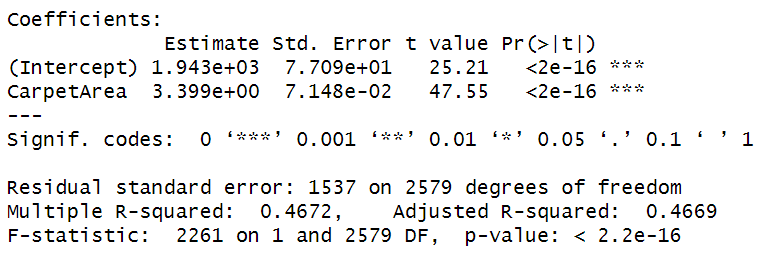 Coefficients:
Estimate Std. Error t value Pr(>|t|)
(Intercept) 1.943e+03 7.709e+01 25.21 <2e-16 ***
CarpetArea 3.399e+00 7.148e-02 47.55 <2e-16 ***
---
Signif. codes: 0 ‘***’ 0.001 ‘**’ 0.01 ‘*’ 0.05 ‘.’ 0.1 ‘ ’ 1
Residual standard error: 1537 on 2579 degrees of freedom
Multiple R-squared: 0.4672, Adjusted R-squared: 0.4669
F-statistic: 2261 on 1 and 2579 DF, p-value: < 2.2e-16